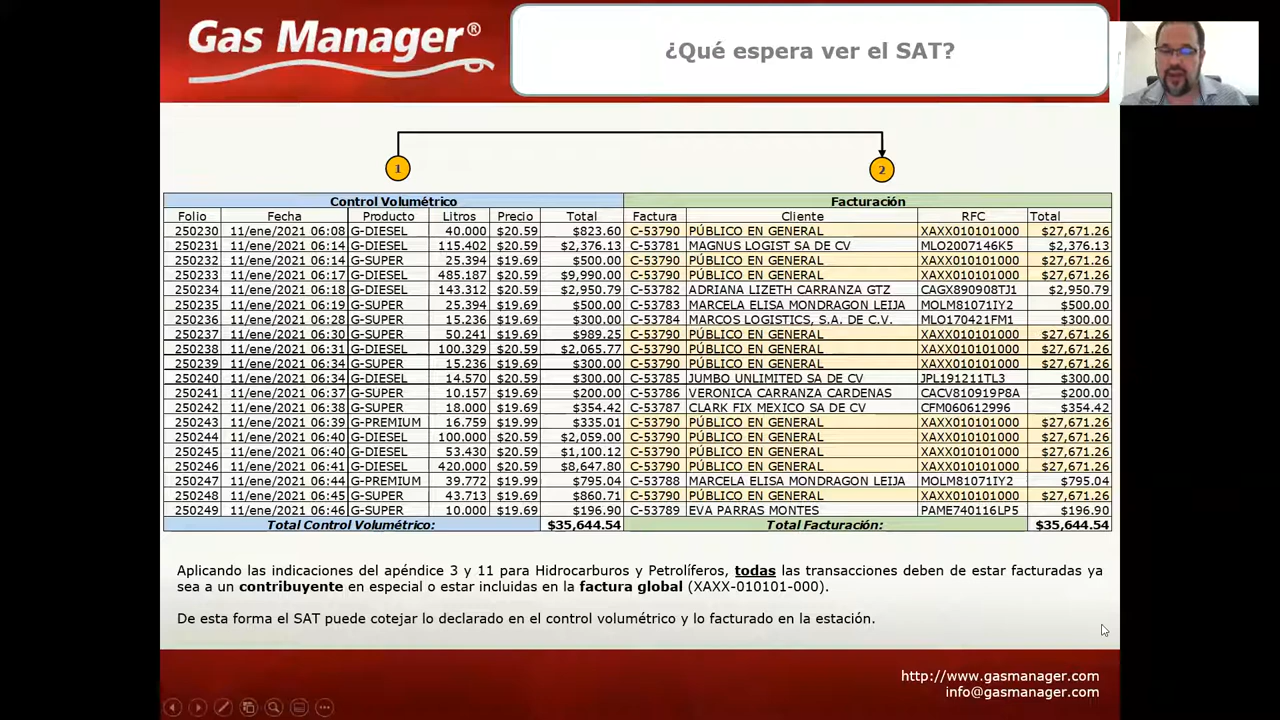 Gas Manager®
¿Qué espera ver el SAT?
1
2
Control Volumétrico Facturación
Folio Fecha Producto Litros Precio Total Factura Cliente RFC Total
250230 11/ene/2021 06:08 G-DIESEL 40.000 $20.59 $823.60 C-53790 PÚBLICO EN GENERAL XAXX010101000 $27,671.26
250231 11/ene/2021 06:14 G-DIESEL 115.402 $20.59 $2,376.13 C-53781 MAGNUS LOGIST SA DE CV MLO2007146K5 $2,376.13
250232 11/ene/2021 06:14 G-SUPER 25.394 $19.69 $500.00 C-53790 PÚBLICO EN GENERAL XAXX010101000 $27,671.26
250233 11/ene/2021 06:17 G-DIESEL 485.187 $20.59 $9,990.00 C-53790 PÚBLICO EN GENERAL XAXX010101000 $27,671.26
250234 11/ene/2021 06:18 G-DIESEL 143.312 $20.59 $2,950.79 C-53782 ADRIANA LIZETH CARRANZA GTZ CAGX890908TJ1 $2,950.79
250235 11/ene/2021 06:19 G-SUPER 25.394 $19.69 $500.00 C-53783 MARCELA ELISA MONDRAGON LEIJA MOLM81071IY2 $500.00
250236 11/ene/2021 06:28 G-SUPER 15.236 $19.69 $300.00 C-53784 MARCOS LOGISTICS, S.A. DE C.V. MLO170421FM1 $300.00
250237 11/ene/2021 06:30 G-SUPER 50.241 $19.69 $989.25 C-53790 PÚBLICO EN GENERAL XAXX010101000 $27,671.26
250238 11/ene/2021 06:31 G-DIESEL 100.329 $20.59 $2,065.77 C-53790 PÚBLICO EN GENERAL XAXX010101000 $27,671.26
250239 11/ene/2021 06:34 G-SUPER 15.236 $19.69 $300.00 C-53790 PÚBLICO EN GENERAL XAXX010101000 $27,671.26
250240 11/ene/2021 06:34 G-DIESEL 14.570 $20.59 $300.00 C-53785 JUMBO UNLIMITED SA DE CV JPL191211TL3 $300.00
250241 11/ene/2021 06:37 G-SUPER 10.157 $19.69 $200.00 C-53786 VERONICA CARRANZA CARDENAS CACV810919P8A $200.00
250242 11/ene/2021 06:38 G-SUPER 18.000 $19.69 $354.42 C-53787 CLARK FIX MEXICO SA DE CV CFM060612996 $354.42
250243 11/ene/2021 06:39 G-PREMIUM 16.759 $19.99 $335.01 C-53790 PÚBLICO EN GENERAL XAXX010101000 $27,671.26
250244 11/ene/2021 06:40 G-DIESEL 100.000 $20.59 $2,059.00 C-53790 PÚBLICO EN GENERAL XAXX010101000 $27,671.26
250245 11/ene/2021 06:40 G-DIESEL 53.430 $20.59 $1,100.12 C-53790 PÚBLICO EN GENERAL XAXX010101000 $27,671.26
250246 11/ene/2021 06:41 G-DIESEL 420.000 $20.59 $8,647.80 C-53790 PÚBLICO EN GENERAL XAXX010101000 $27,671.26
250247 11/ene/2021 06:44 G-PREMIUM 39.772 $19.99 $795.04 C-53788 MARCELA ELISA MONDRAGON LEIJA MOLM81071IY2 $795.04
250248 11/ene/2021 06:45 G-SUPER 43.713 $19.69 $860.71 C-53790 PÚBLICO EN GENERAL XAXX010101000 $27,671.26
250249 11/ene/2021 06:46 G-SUPER 10.000 $19.69 $196.90 C-53789 EVA PARRAS MONTES PAME740116LP5 $196.90
Total Control Volumétrico: $35,644.54 Total Facturación: $35,644.54
Aplicando las indicaciones del apéndice 3 y 11 para Hidrocarburos y Petrolíferos, todas las transacciones deben de estar facturadas ya
sea a un contribuyente en especial o estar incluidas en la factura global (XAXX-010101-000).
De esta forma el SAT puede cotejar lo declarado en el control volumétrico y lo facturado en la estación.
http://www.gasmanager.com
info@gasmanager.com